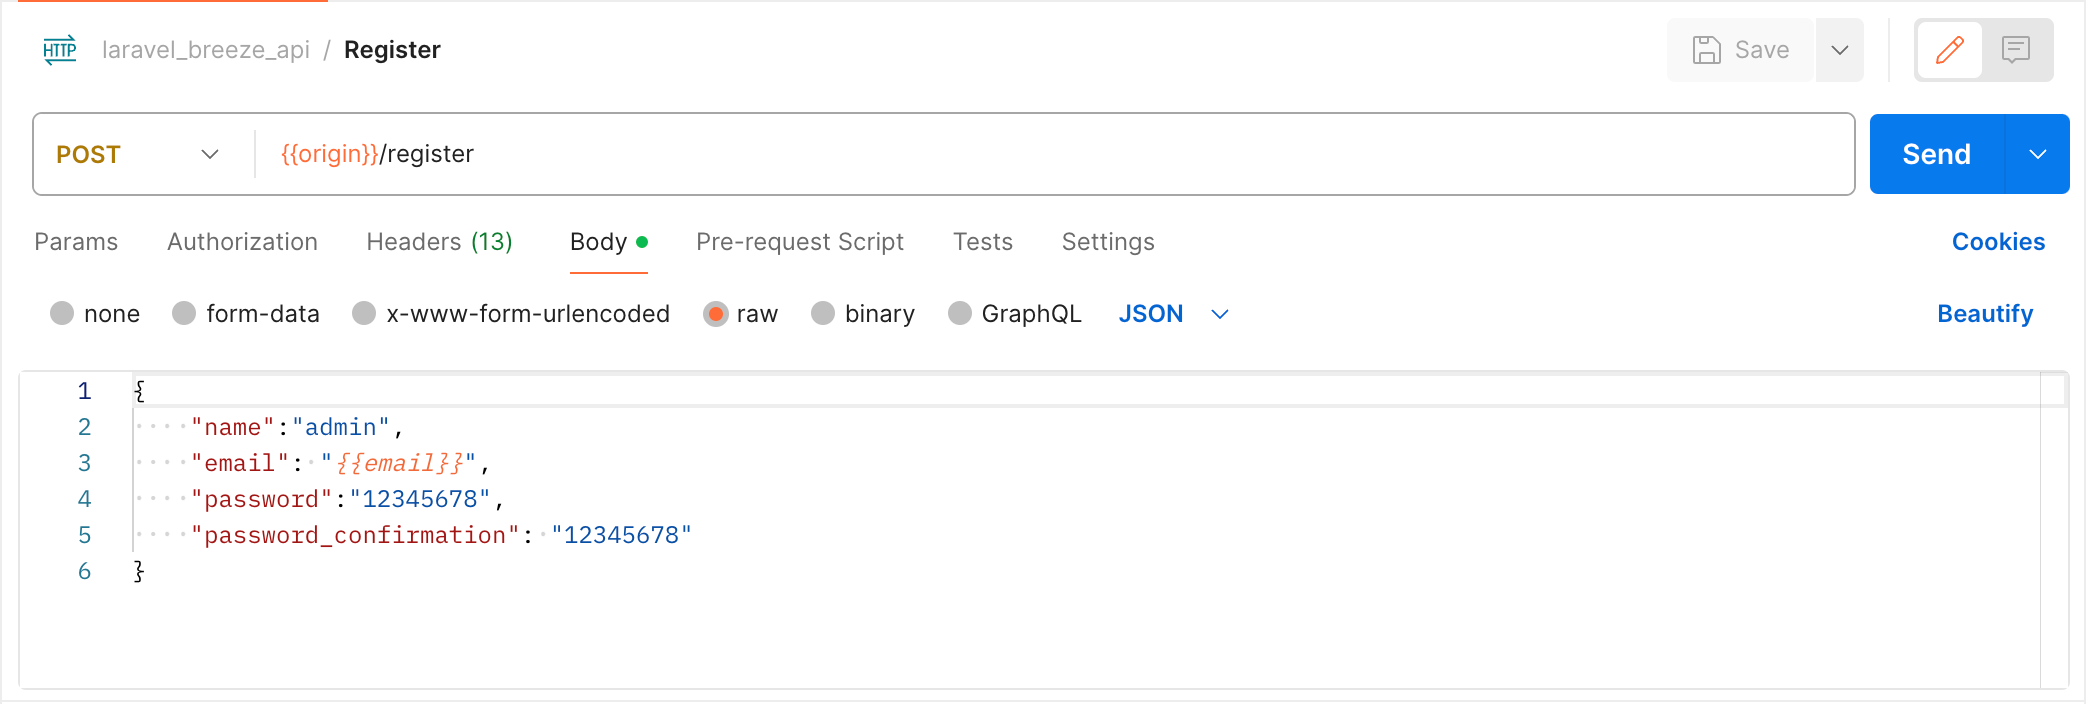 HTTP laravel_breeze_api / Register Save
POST {{origin}}/register Send
Params Authorization Headers (13) Body Pre-request Script Tests Settings Cookies
none form-data x-www-form-urlencoded raw binary GraphQL JSON Beautify
1 {
2 "name":"admin",
3 "email": "{{email}}",
4 "password":"12345678",
5 "password_confirmation": "12345678"
6 }